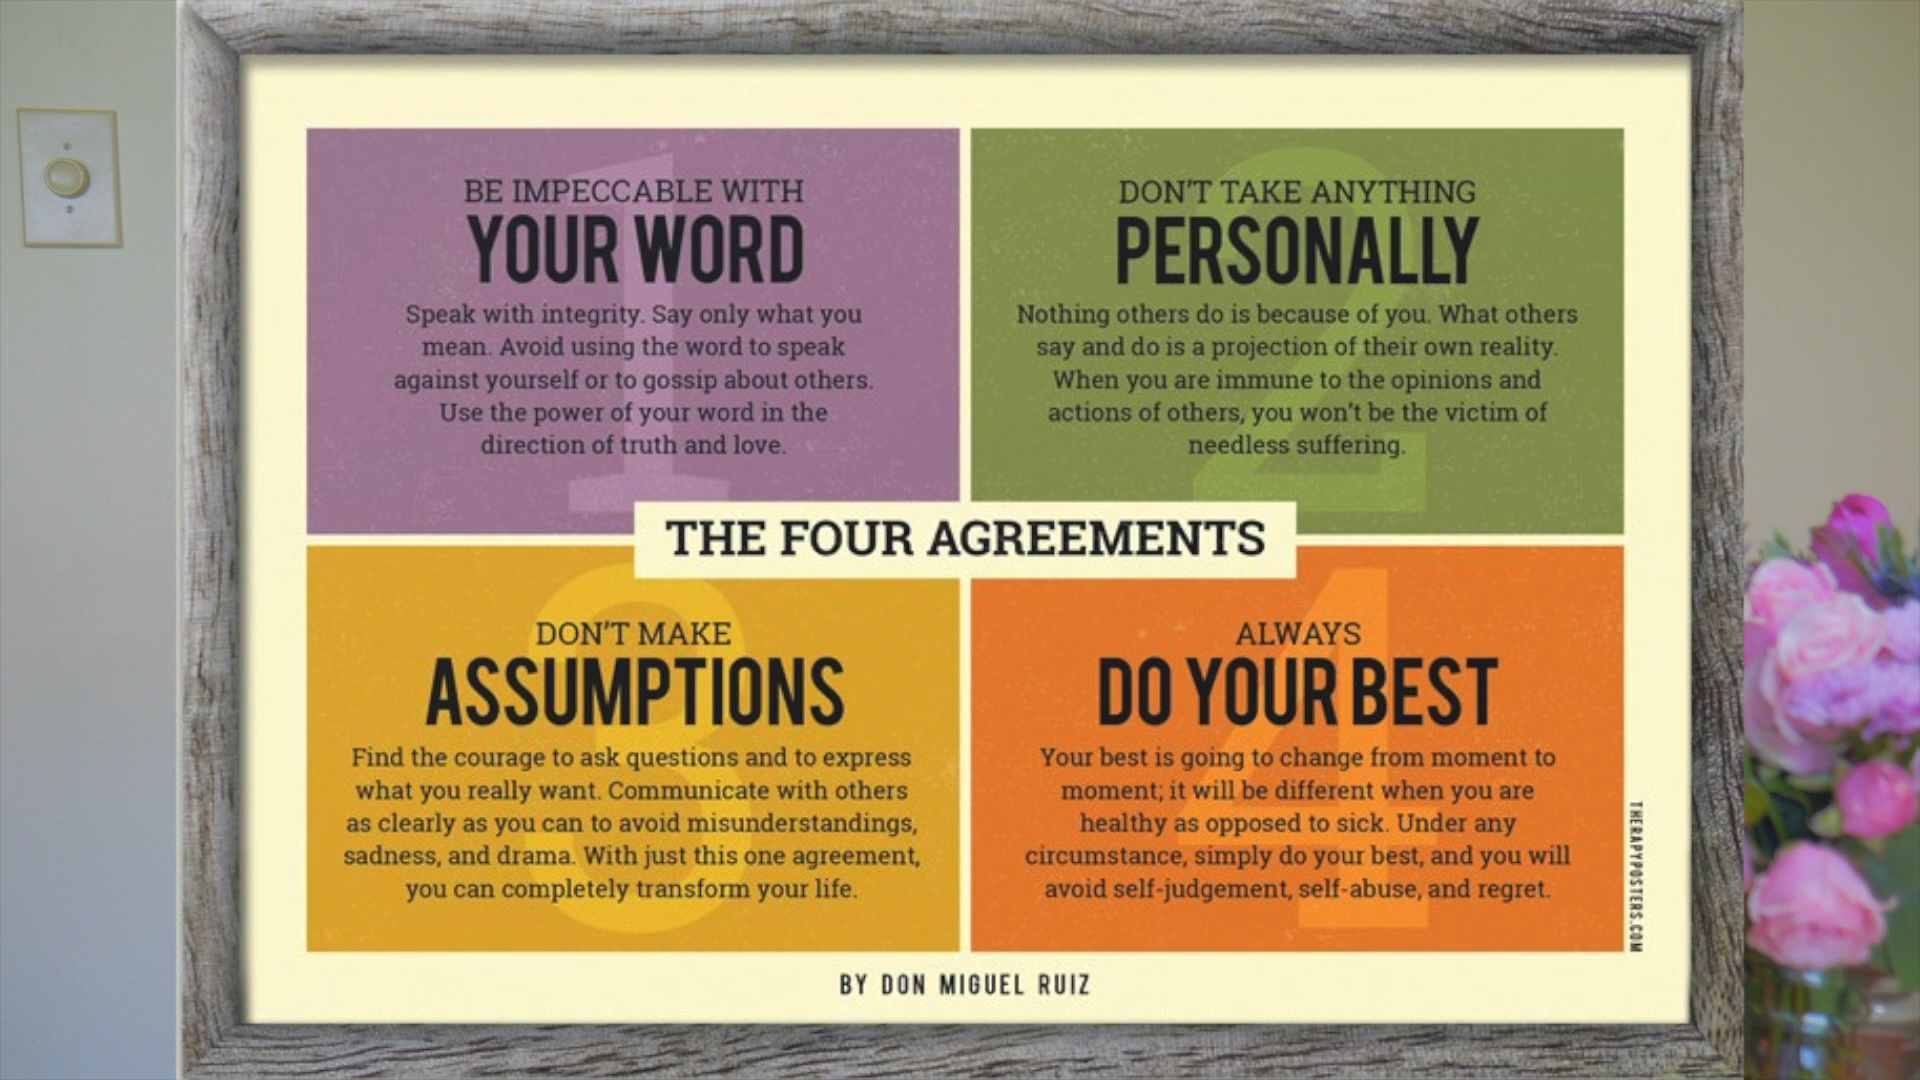 1
BE IMPECCABLE WITH
YOUR WORD
Speak with integrity. Say only what you
mean. Avoid using the word to speak
against yourself or to gossip about others.
Use the power of your word in the
direction of truth and love.
2
DON'T TAKE ANYTHING
PERSONALLY
Nothing others do is because of you. What others
say and do is a projection of their own reality.
When you are immune to the opinions and
actions of others, you won't be the victim of
needless suffering.
THE FOUR AGREEMENTS
3
DON'T MAKE
ASSUMPTIONS
Find the courage to ask questions and to express
what you really want. Communicate with others
as clearly as you can to avoid misunderstandings,
sadness, and drama. With just this one agreement,
you can completely transform your life.
4
ALWAYS
DO YOUR BEST
Your best is going to change from moment to
moment; it will be different when you are
healthy as opposed to sick. Under any
circumstance, simply do your best, and you will
avoid self-judgement, self-abuse, and regret.
THERAPYPOSTERS.COM
BY DON MIGUEL RUIZ